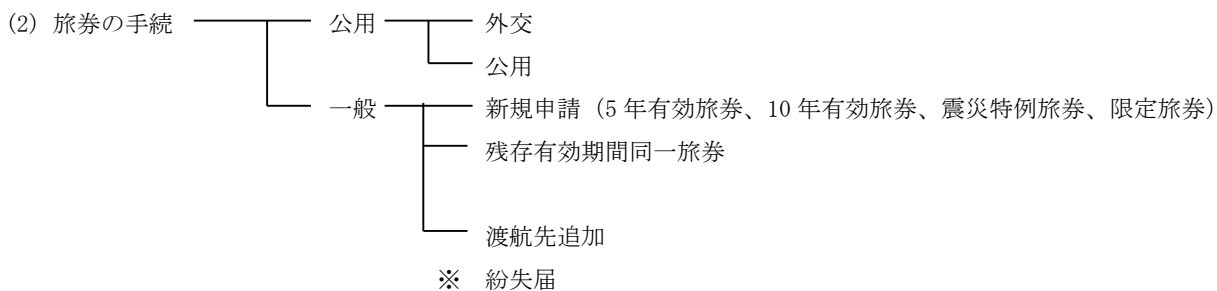 (2) 旅券の手続 公用 外交
公用
一般 新規申請（5年有効旅券、10年有効旅券、震災特例旅券、限定旅券）
残存有効期間同一旅券
渡航先追加
※ 紛失届